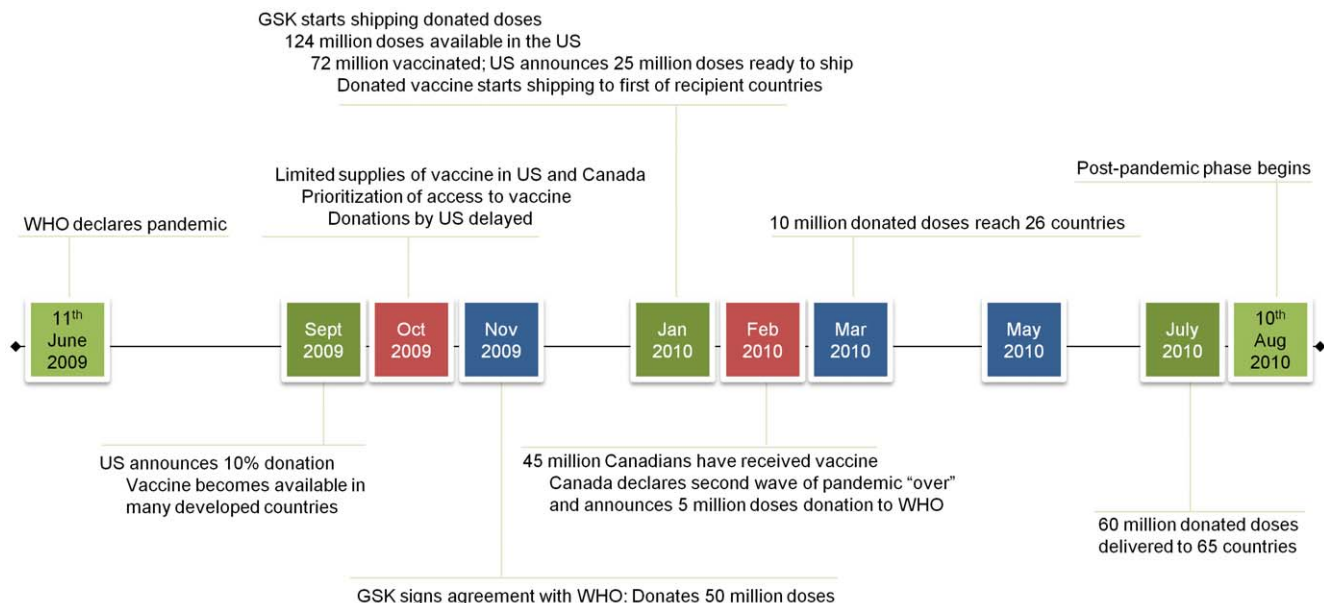 GSK starts shipping donated doses
124 million doses available in the US
72 million vaccinated; US announces 25 million doses ready to ship
Donated vaccine starts shipping to first of recipient countries
Limited supplies of vaccine in US and Canada
Prioritization of access to vaccine
Donations by US delayed
Post-pandemic phase begins
WHO declares pandemic
10 million donated doses reach 26 countries
11th
June
2009
Sept
2009
Oct
2009
Nov
2009
Jan
2010
Feb
2010
Mar
2010
May
2010
July
2010
10th
Aug
2010
US announces 10% donation
Vaccine becomes available in
many developed countries
45 million Canadians have received vaccine
Canada declares second wave of pandemic “over”
and announces 5 million doses donation to WHO
60 million donated doses
delivered to 65 countries
GSK signs agreement with WHO: Donates 50 million doses